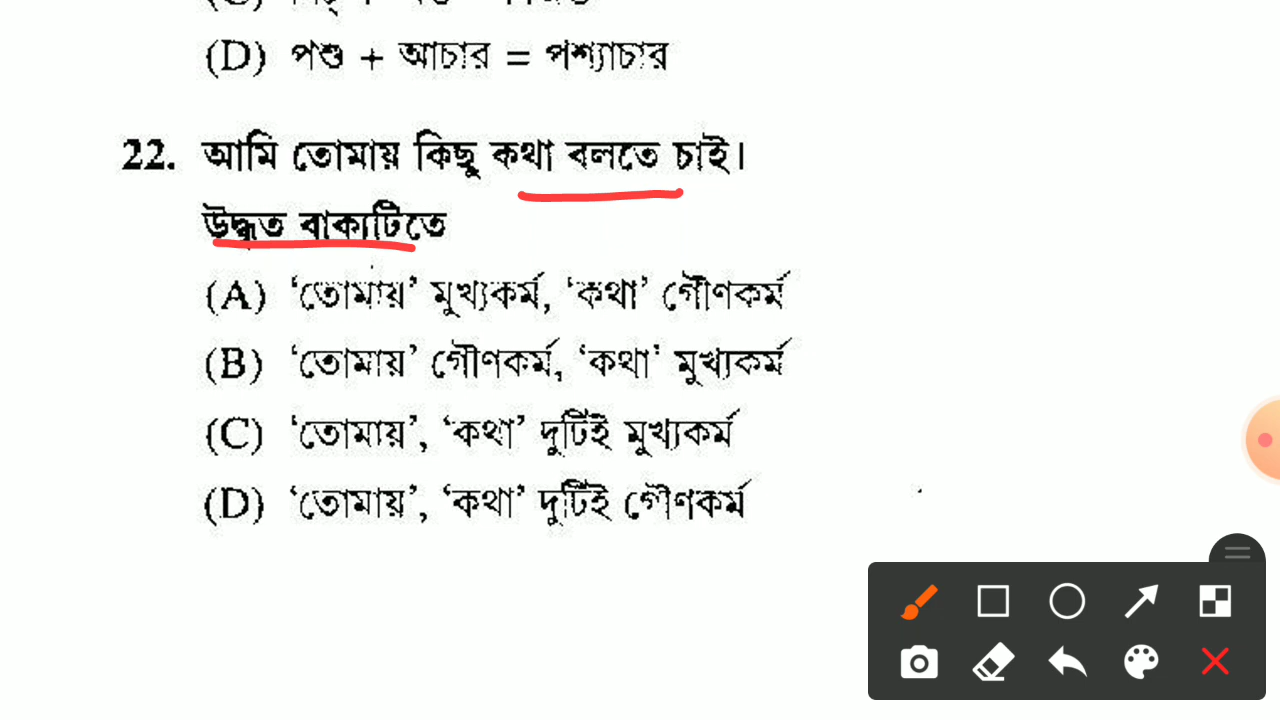 (D) পশু + আচার = পশ্যাচার
22. আমি তোমায় কিছু কথা বলতে চাই।
উদ্ধৃত বাক্যটিতে
(A) ‘তোমায়’ মুখ্যকর্ম, ‘কথা’ গৌণকর্ম
(B) ‘তোমায়’ গৌণকর্ম, ‘কথা’ মুখ্যকর্ম
(C) ‘তোমায়’, ‘কথা’ দুটিই মুখ্যকর্ম
(D) ‘তোমায়’, ‘কথা’ দুটিই গৌণকর্ম